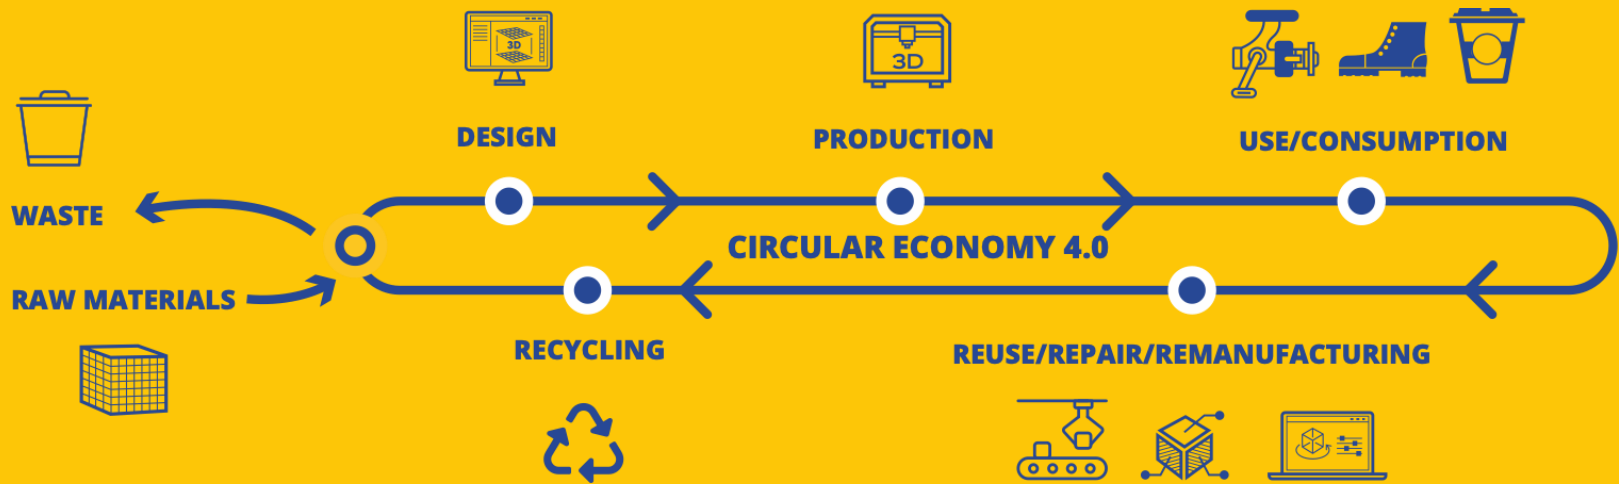 3D
3D
DESIGN
PRODUCTION
USE/CONSUMPTION
WASTE
CIRCULAR ECONOMY 4.0
RAW MATERIALS
RECYCLING
REUSE/REPAIR/REMANUFACTURING